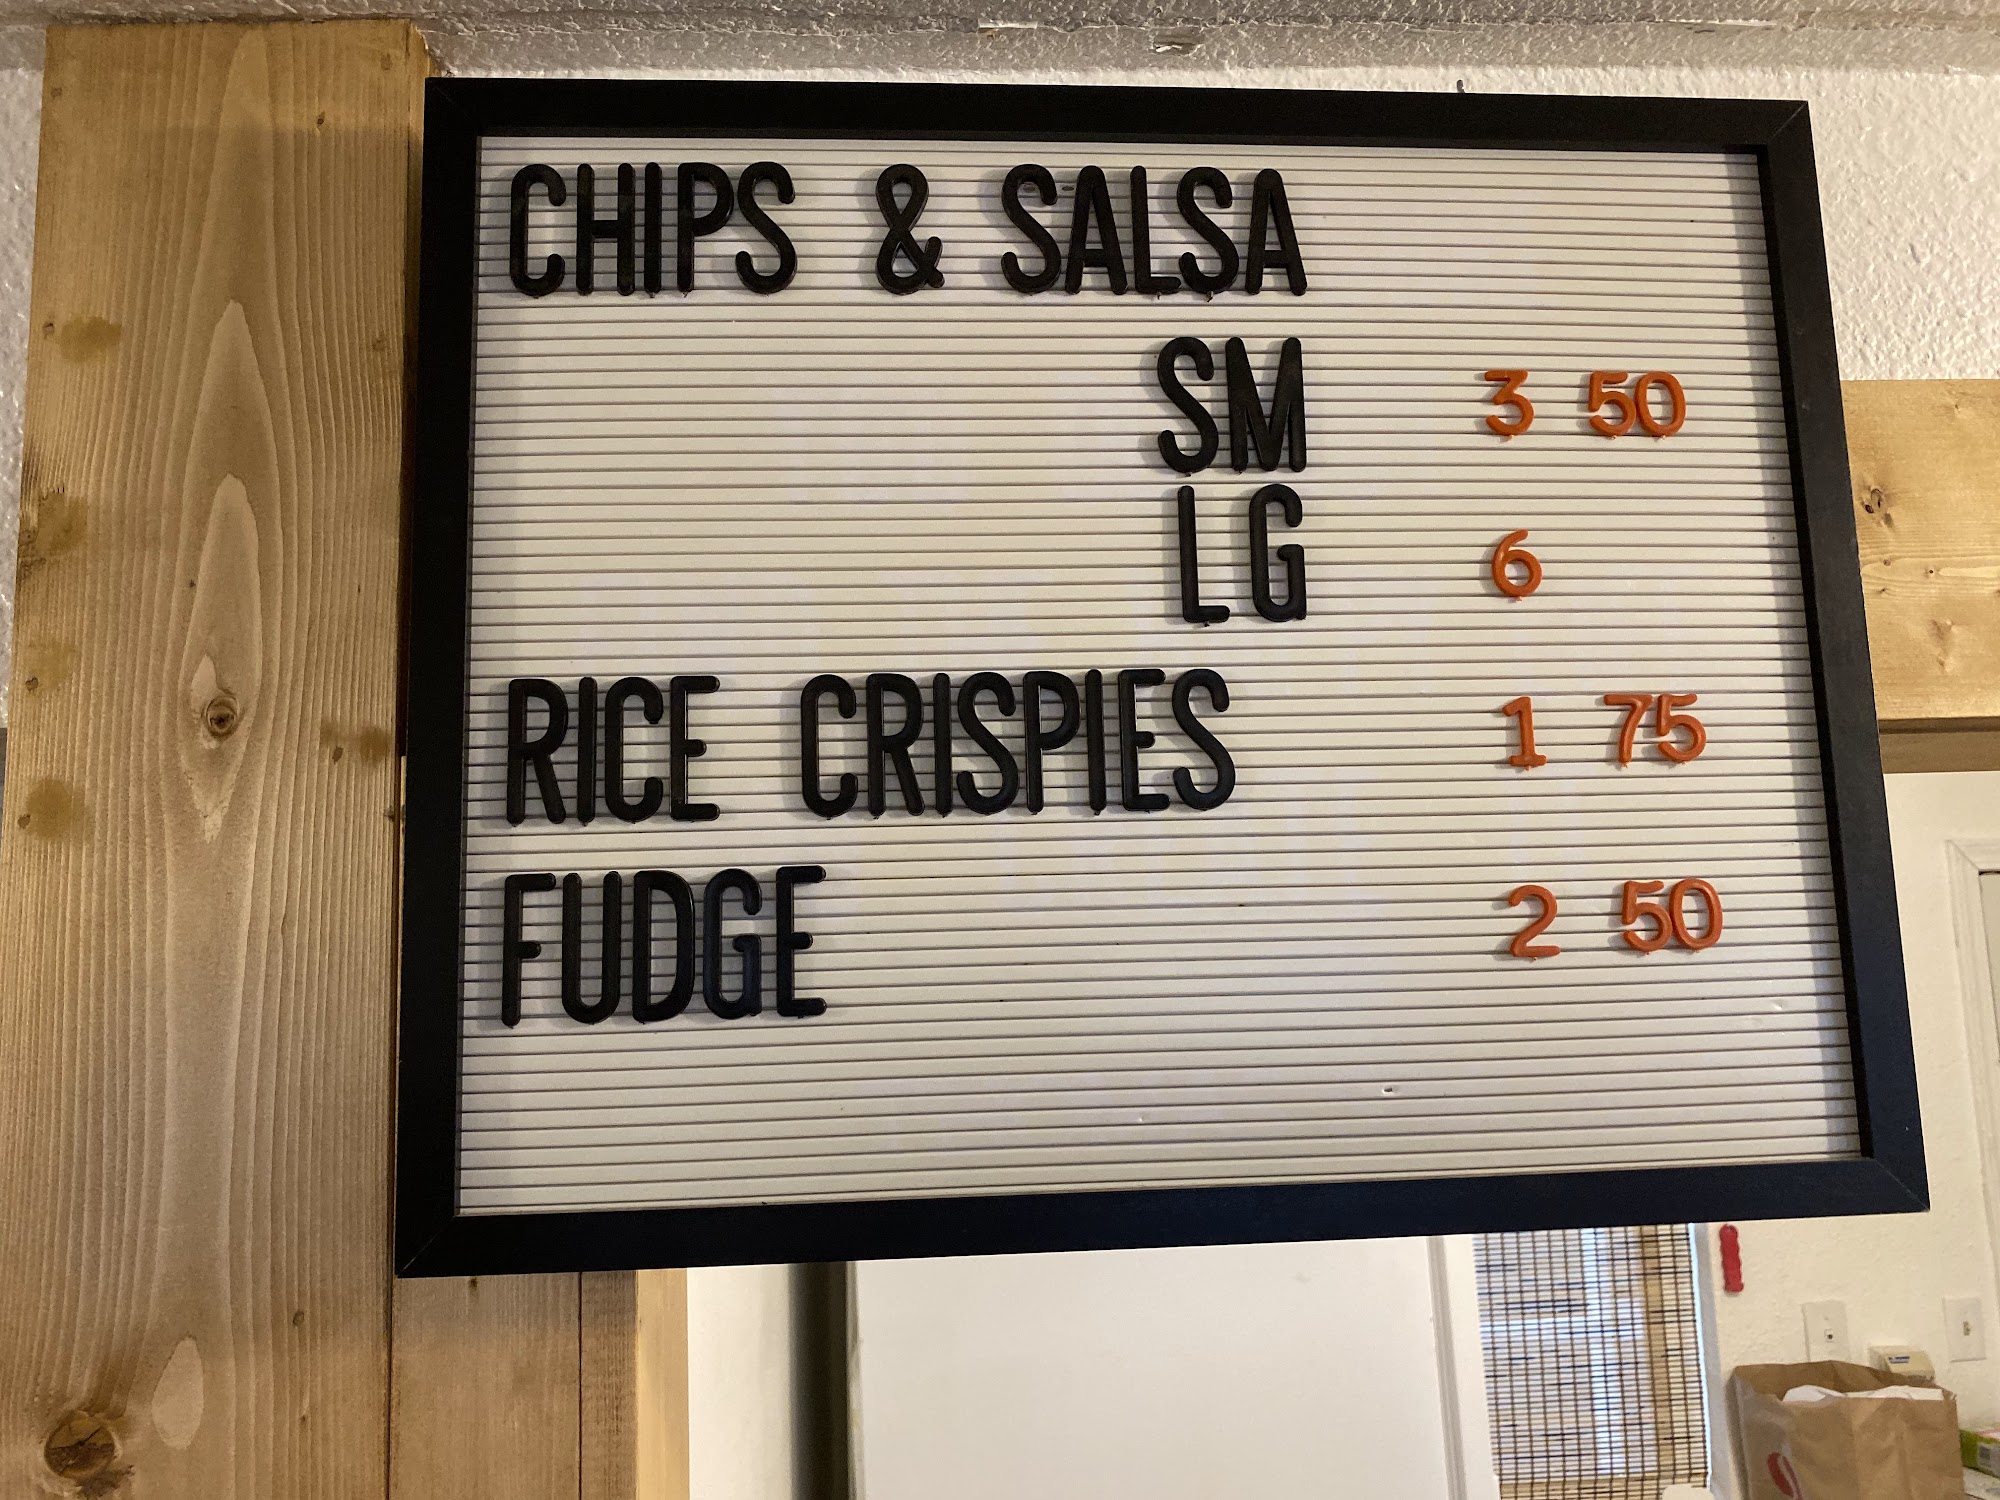 CHIPS & SALSA
SM 3 50
LG 6
RICE CRISPIES 1 75
FUDGE 2 50